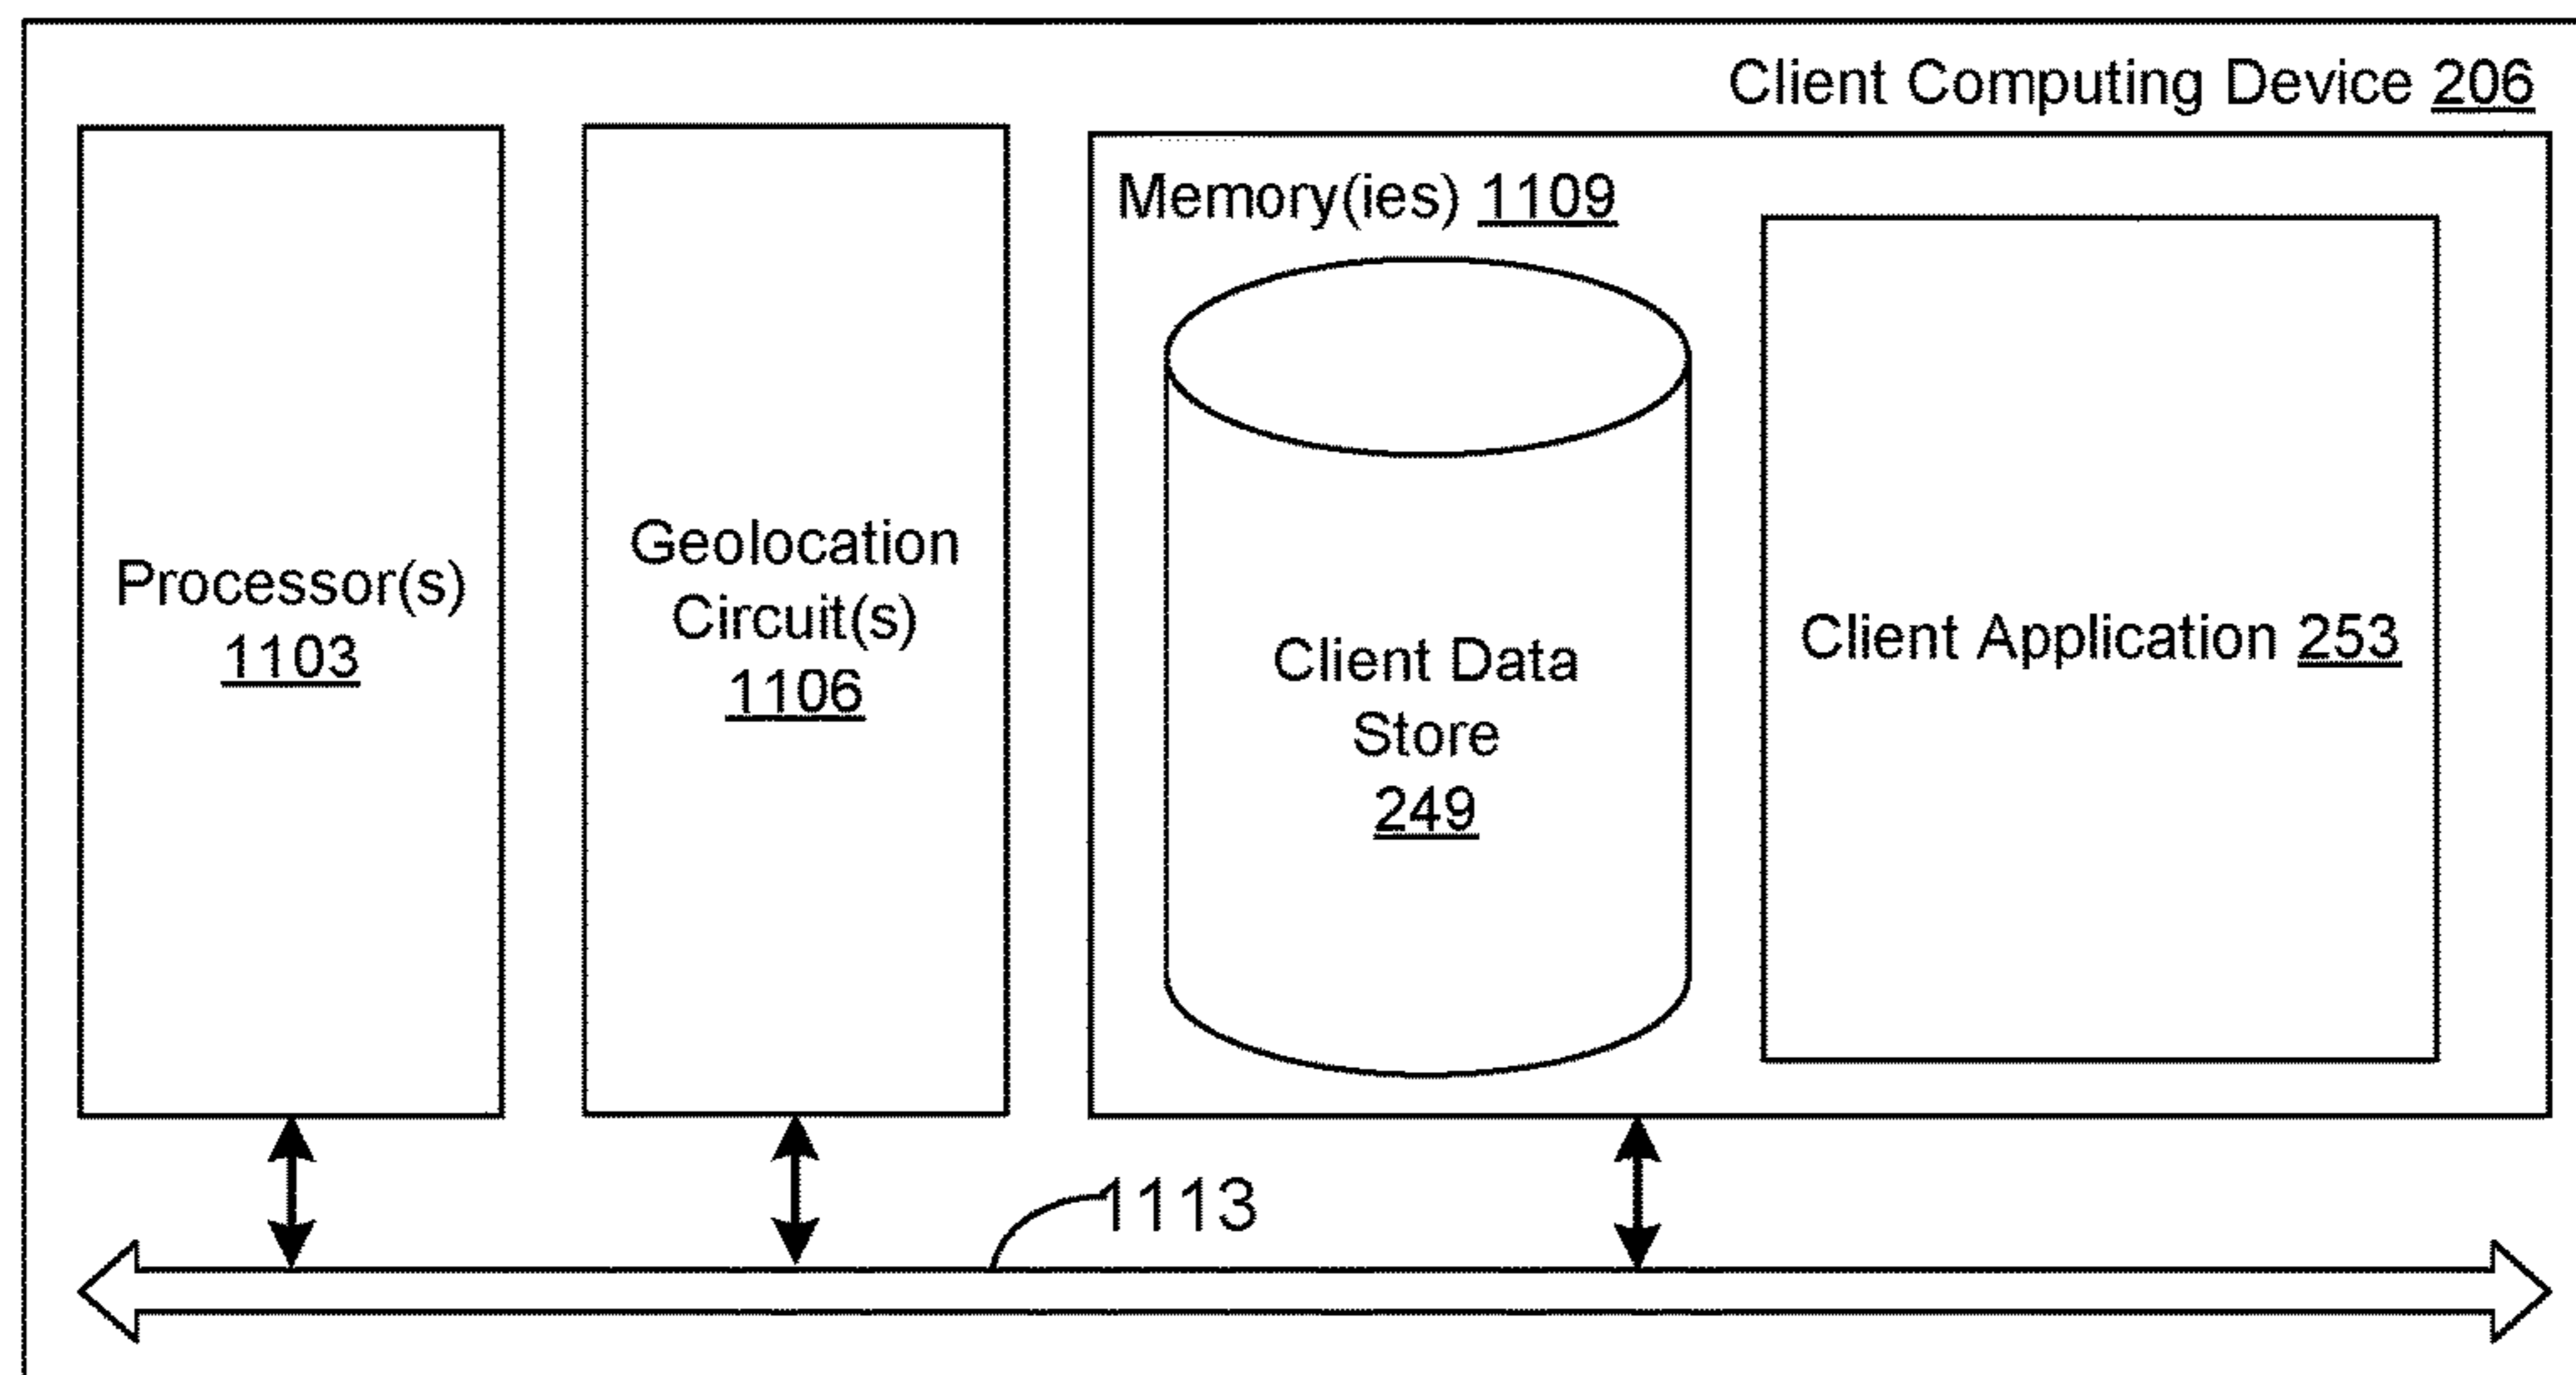 Client Computing Device 206
Memory(ies) 1109
Processor(s)
1103
Geolocation
Circuit(s)
1106
Client Data
Store
249
Client Application 253
1113